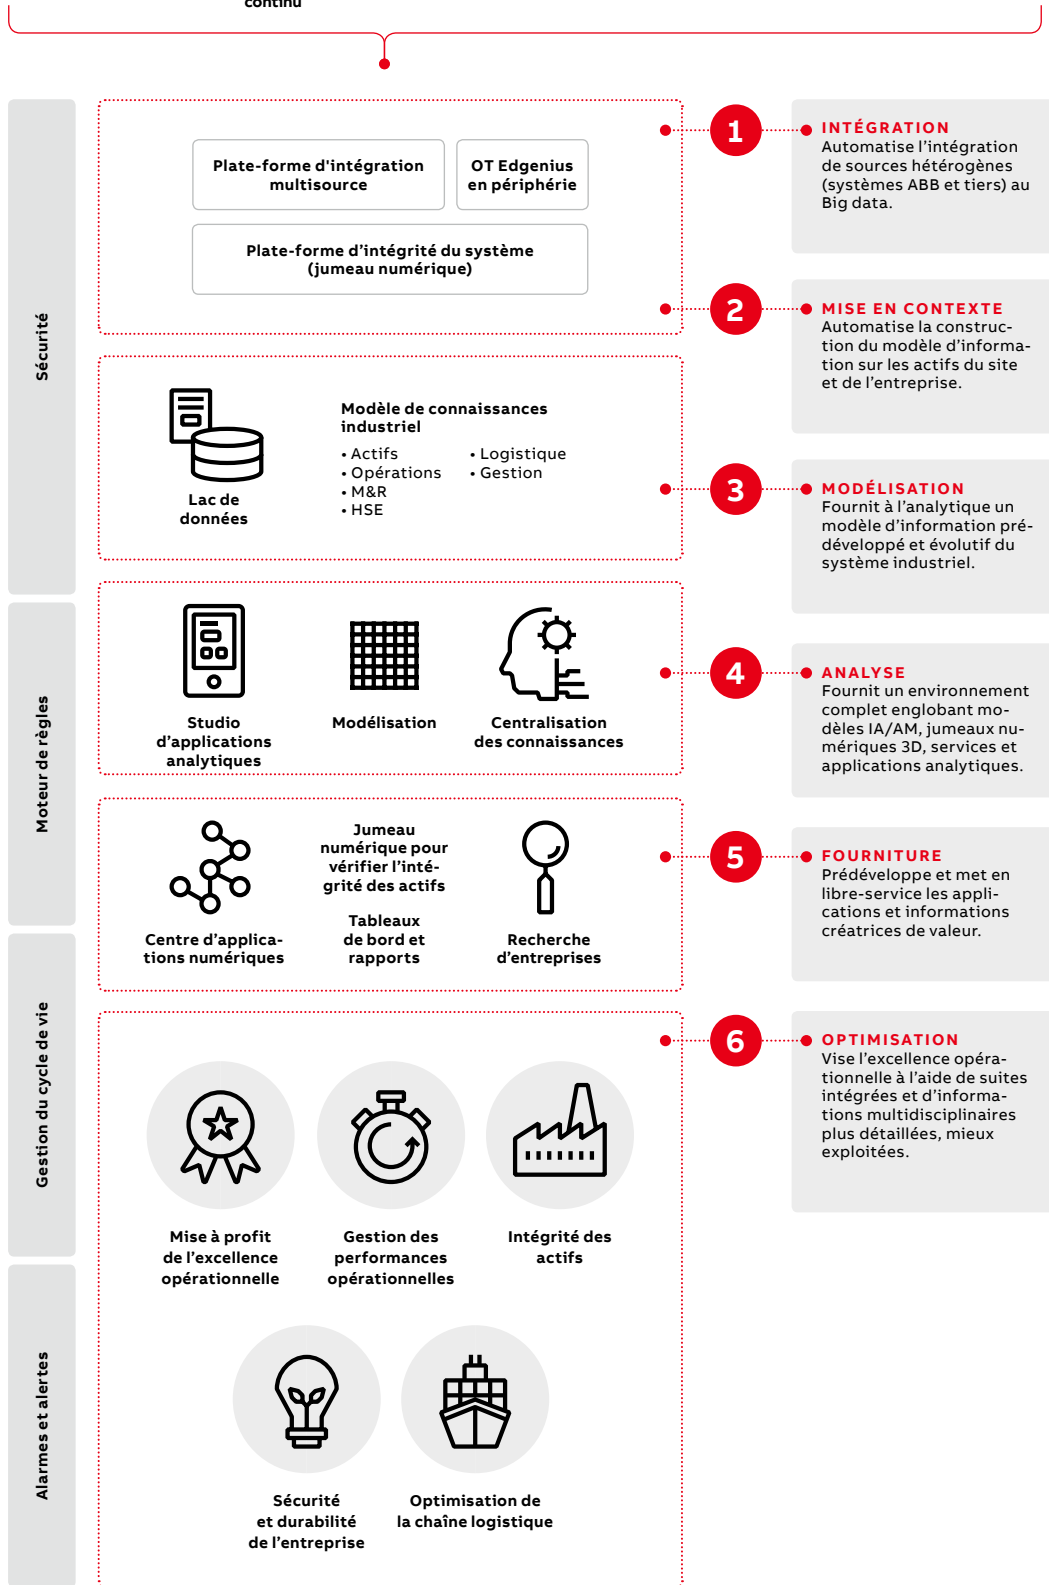 continu
Sécurité
Moteur de règles
Gestion du cycle de vie
Alarmes et alertes
Plate-forme d'intégration
multisource
OT Edgenius
en périphérie
Plate-forme d'intégrité du système
(jumeau numérique)
1
INTÉGRATION
Automatise l'intégration
de sources hétérogènes
(systèmes ABB et tiers) au
Big data.
2
MISE EN CONTEXTE
Automatise la construc-
tion du modèle d'informa-
tion sur les actifs du site
et de l'entreprise.
Lac de
données
Modèle de connaissances
industriel
• Actifs
• Opérations
• M&R
• HSE
• Logistique
• Gestion
3
MODÉLISATION
Fournit à l'analytique un
modèle d'information pré-
développé et évolutif du
système industriel.
Studio
d'applications
analytiques
Modélisation
Centralisation
des connaissances
4
ANALYSE
Fournit un environnement
complet englobant mo-
dèles IA/AM, jumeaux nu-
mériques 3D, services et
applications analytiques.
Centre d'applica-
tions numériques
Jumeau
numérique pour
vérifier l'inté-
grité des actifs
Tableaux
de bord et
rapports
Recherche
d'entreprises
5
FOURNITURE
Prédéveloppe et met en
libre-service les appli-
cations et informations
créatrices de valeur.
6
OPTIMISATION
Vise l'excellence opéra-
tionnelle à l'aide de suites
intégrées et d'informa-
tions multidisciplinaires
plus détaillées, mieux
exploitées.
Mise à profit
de l'excellence
opérationnelle
Gestion des
performances
opérationnelles
Intégrité des
actifs
Sécurité
et durabilité
de l'entreprise
Optimisation de
la chaîne logistique